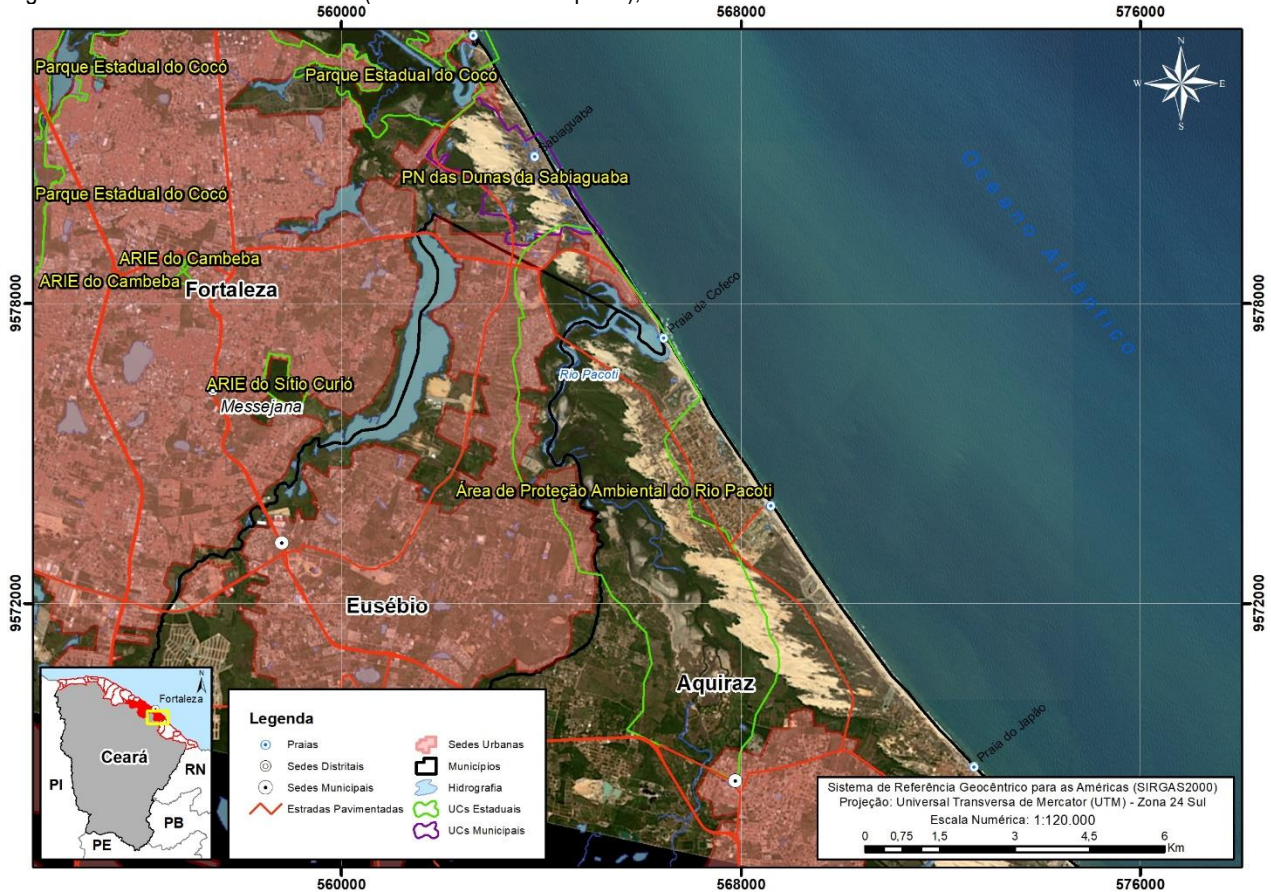 560000
568000
576000
N
W
E
S
Parque Estadual do Cocó
Parque Estadual do Cocó
Sabiaguaba
Parque Estadual do Cocó
PN das Dunas da Sabiaguaba
Oceano Atlântico
ARIE do Cambeba
ARIE do Cambeba
Fortaleza
9578000
9578000
Praia da Cofeco
Rio Pacoti
ARIE do Sítio Curió
Messejana
Área de Proteção Ambiental do Rio Pacoti
9572000
9572000
Eusébio
Aquiraz
Praia do Japão
N
Fortaleza
Ceará
PI
RN
PB
PE
Legenda
Praias
Sedes Distritais
Sedes Municipais
Estradas Pavimentadas
Sedes Urbanas
Municípios
Hidrografia
UCs Estaduais
UCs Municipais
Sistema de Referência Geocêntrico para as Américas (SIRGAS2000)
Projeção: Universal Transversa de Mercator (UTM) - Zona 24 Sul
Escala Numérica: 1:120.000
0 0,75 1,5 3 4,5 6
Km
560000
568000
576000